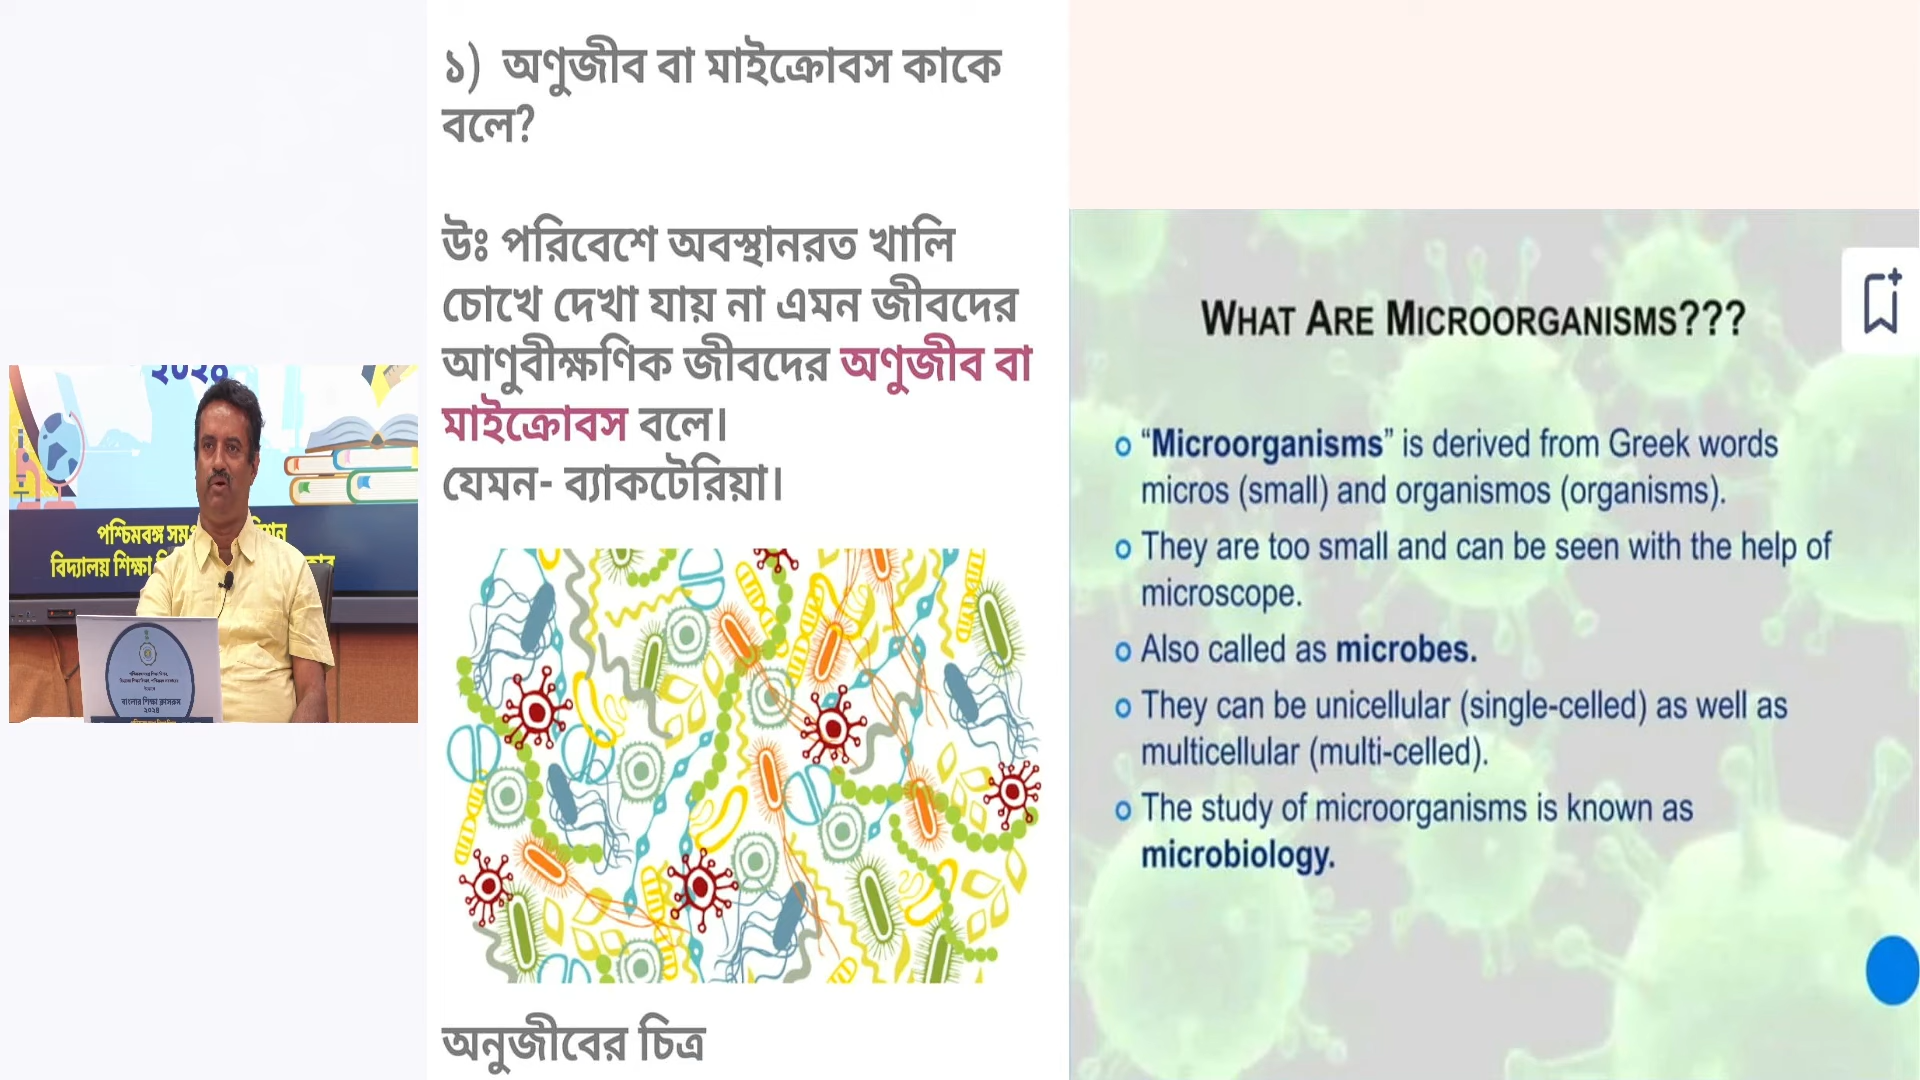 ২০২৪
পশ্চিমবঙ্গ
বিদ্যালয় শিক্ষা
বাংলার শিক্ষা ক্লাসরুম
২০২৪
১) অণুজীব বা মাইক্রোবস কাকে
বলে?
উঃ পরিবেশে অবস্থানরত খালি
চোখে দেখা যায় না এমন জীবদের
আণুবীক্ষণিক জীবদের অণুজীব বা
মাইক্রোবস বলে।
যেমন- ব্যাকটেরিয়া।
অনুজীবের চিত্র
WHAT ARE MICROORGANISMS???
“Microorganisms” is derived from Greek words
micros (small) and organismos (organisms).
They are too small and can be seen with the help of
microscope.
Also called as microbes.
They can be unicellular (single-celled) as well as
multicellular (multi-celled).
The study of microorganisms is known as
microbiology.